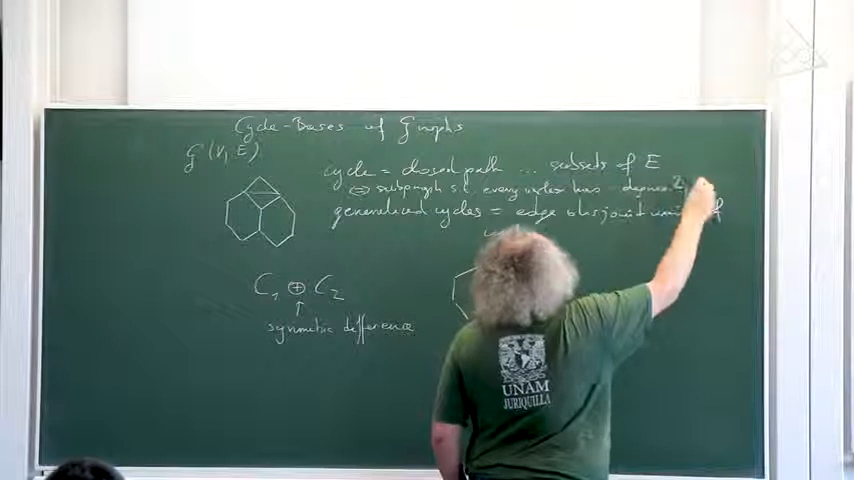 Cycle-Bases of Graphs
G (V, E)
cycle = closed path ... subsets of E
⊖ subgraph s.t. every vertex has degree 2
generalized cycles = edge disjoint union of
C₁ ⊕ C₂
↑
symmetric difference
UNAM
JURIQUILLA